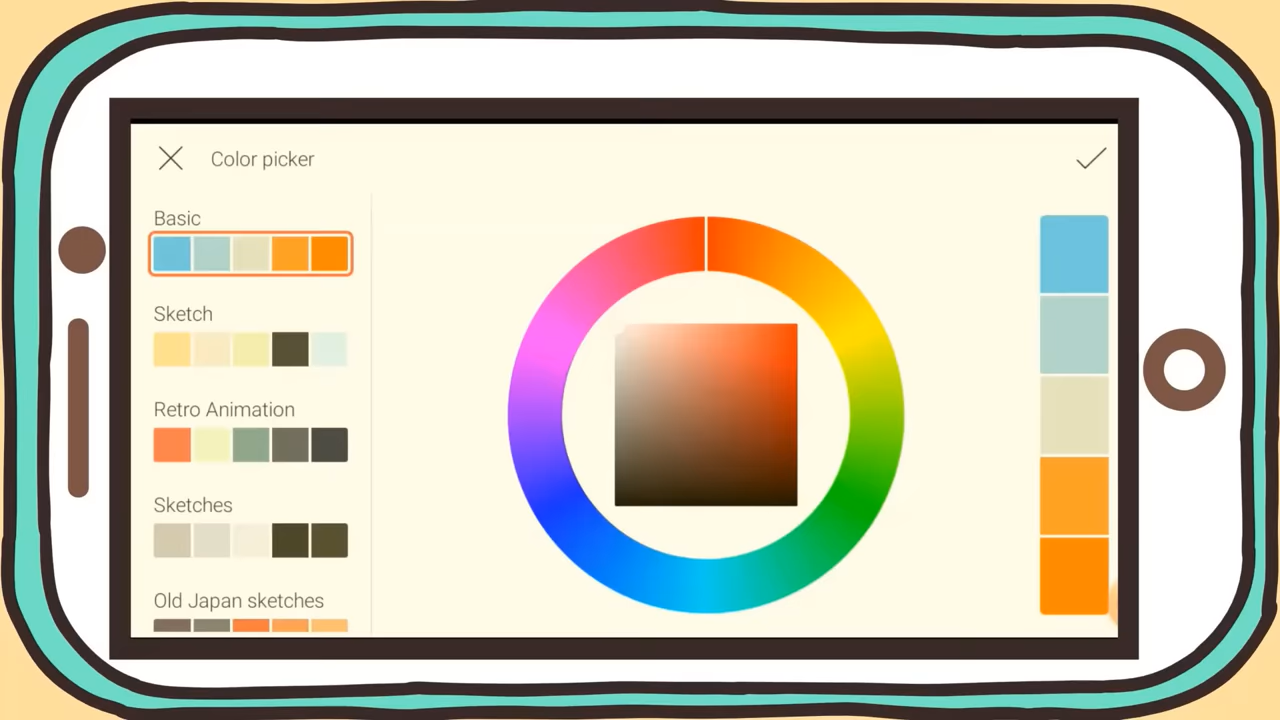 Color picker
Basic
Sketch
Retro Animation
Sketches
Old Japan sketches